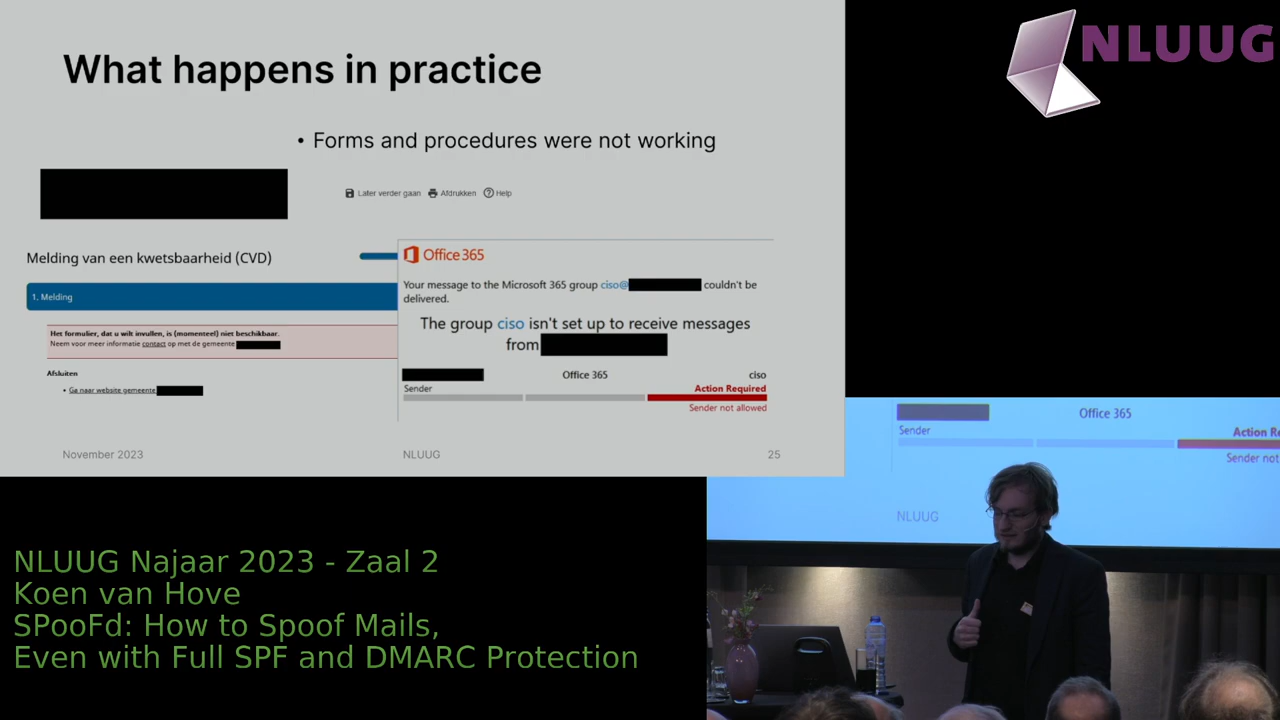 What happens in practice
NLUUG
• Forms and procedures were not working
Later verder gaan Afdrukken Help
Melding van een kwetsbaarheid (CVD)
1. Melding
Het formulier, dat u wilt invullen, is (momenteel) niet beschikbaar.
Neem voor meer informatie contact op met de gemeente
Afsluiten
• Ga naar website gemeente
Office 365
Your message to the Microsoft 365 group ciso@ couldn't be
delivered.
The group ciso isn't set up to receive messages
from
Office 365 ciso
Sender Action Required
Sender not allowed
November 2023 NLUUG 25
Office 365
Sender Action Re
Sender not
NLUUG
NLUUG Najaar 2023 - Zaal 2
Koen van Hove
SPooFd: How to Spoof Mails,
Even with Full SPF and DMARC Protection